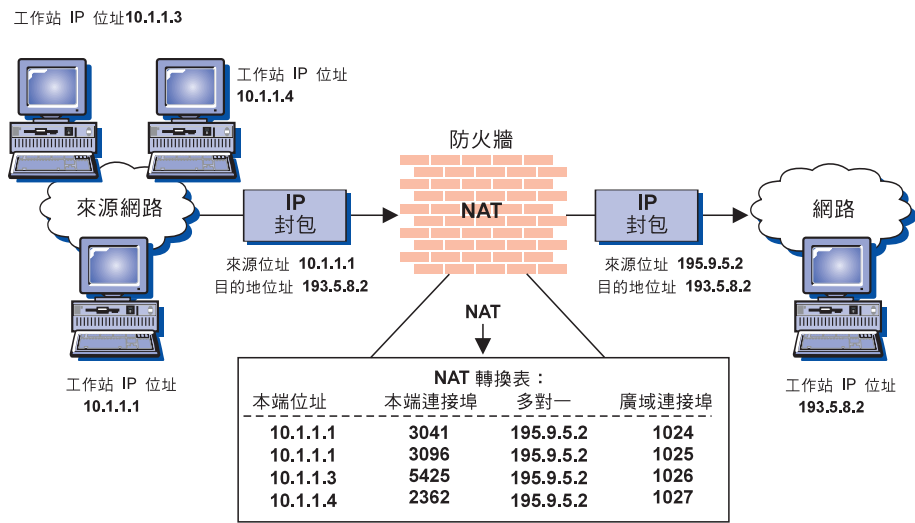 工作站 IP 位址10.1.1.3
工作站 IP 位址
10.1.1.4
防火牆
來源網路
IP
封包
NAT
IP
封包
網路
來源位址 10.1.1.1
目的地位址 193.5.8.2
來源位址 195.9.5.2
目的地位址 193.5.8.2
NAT
工作站 IP 位址
10.1.1.1
工作站 IP 位址
193.5.8.2
NAT 轉換表：
本端位址 本端連接埠 多對一 廣域連接埠
10.1.1.1 3041 195.9.5.2 1024
10.1.1.1 3096 195.9.5.2 1025
10.1.1.3 5425 195.9.5.2 1026
10.1.1.4 2362 195.9.5.2 1027